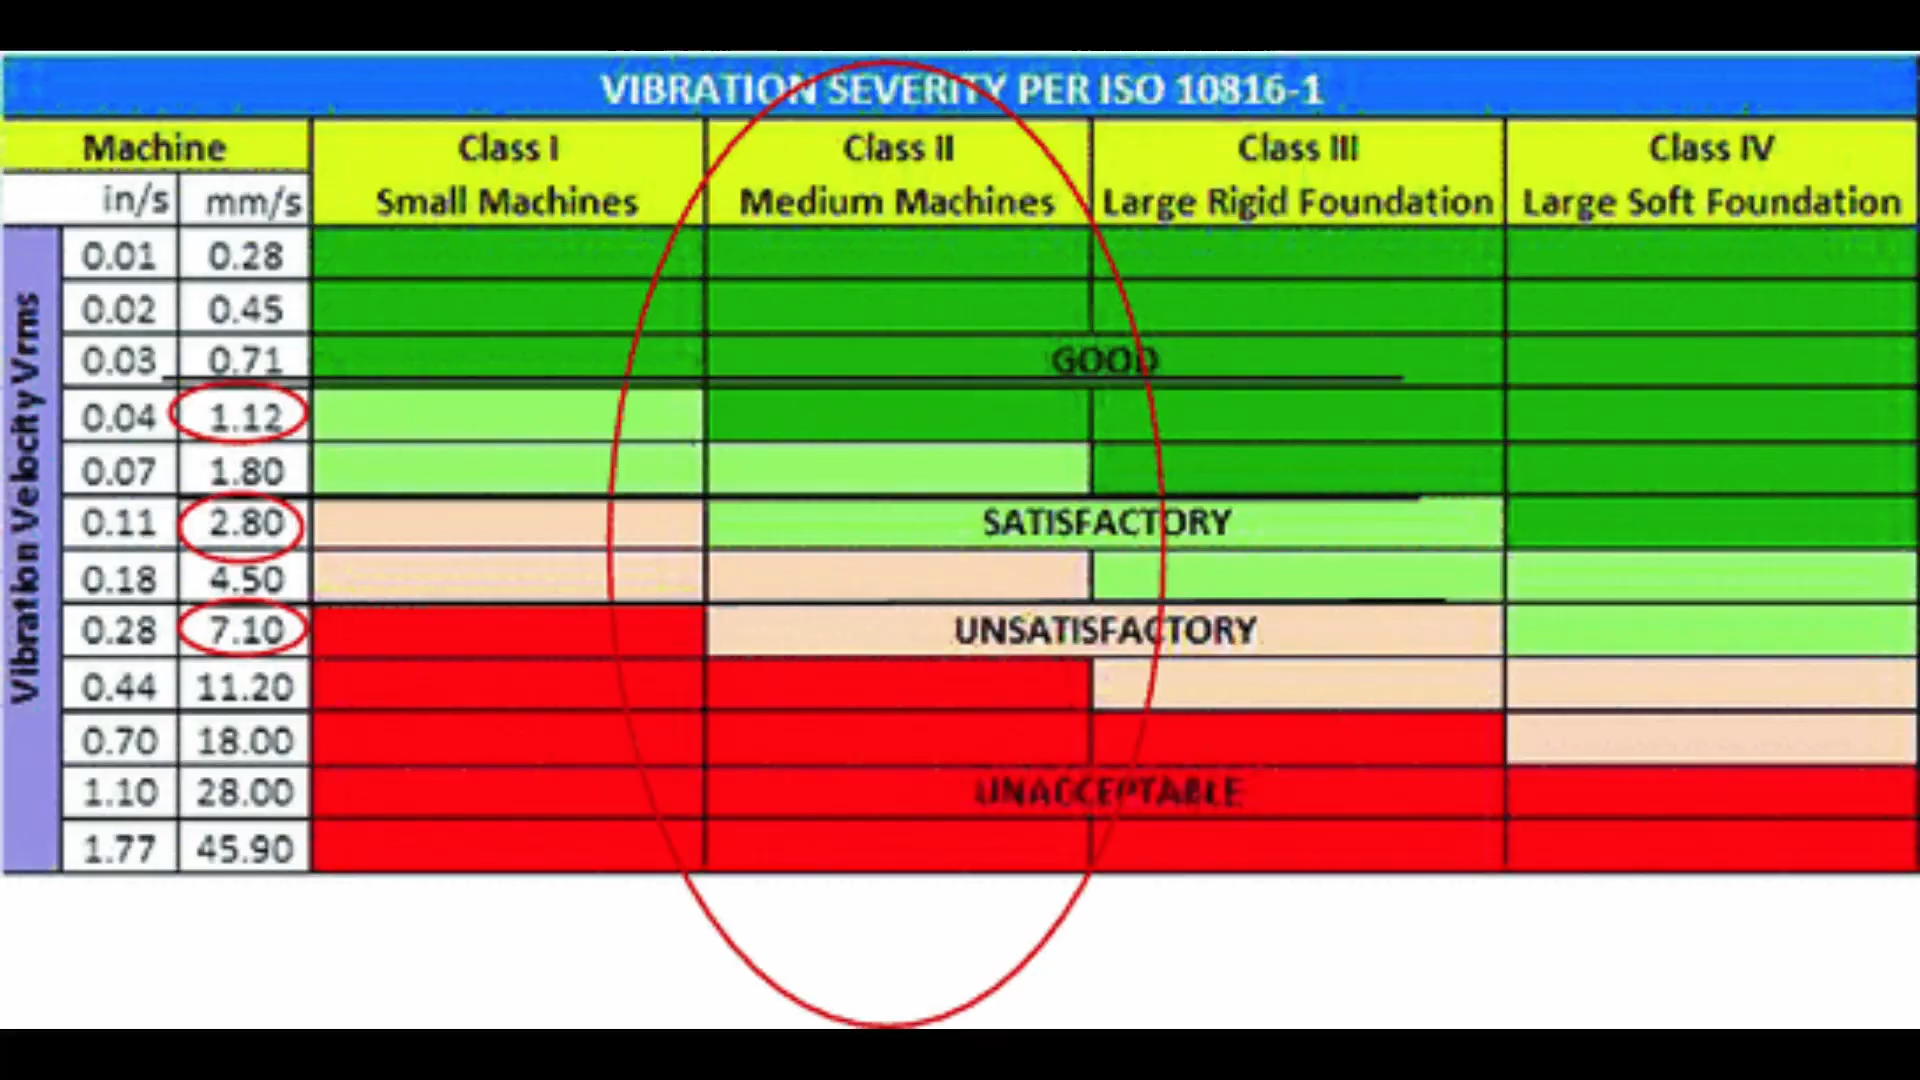 VIBRATION SEVERITY PER ISO 10816-1
Machine Class I Class II Class III Class IV
in/s mm/s Small Machines Medium Machines Large Rigid Foundation Large Soft Foundation
Vibration Velocity Vrms
0.01 0.28
0.02 0.45
0.03 0.71 GOOD
0.04 1.12
0.07 1.80
0.11 2.80 SATISFACTORY
0.18 4.50
0.28 7.10 UNSATISFACTORY
0.44 11.20
0.70 18.00
1.10 28.00 UNACCEPTABLE
1.77 45.90